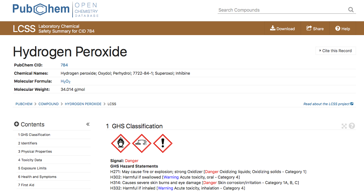 PubChem
OPEN
CHEMISTRY
DATABASE
Search Compounds
LCSS
Laboratory Chemical
Safety Summary for CID 784
Download
Share
Help
Hydrogen Peroxide
Cite this Record
PubChem CID: 784
Chemical Names: Hydrogen peroxide; Oxydol; Perhydrol; 7722-84-1; Superoxol; Inhibine
Molecular Formula: H2O2
Molecular Weight: 34.014 g/mol
PUBCHEM > COMPOUND > HYDROGEN PEROXIDE > LCSS
Read about the LCSS project
Contents
1 GHS Classification
2 Identifiers
3 Physical Properties
4 Toxicity Data
5 Exposure Limits
6 Health and Symptoms
7 First Aid
1 GHS Classification
Signal: Danger
GHS Hazard Statements
H271: May cause fire or explosion; strong Oxidizer [Danger Oxidizing liquids; Oxidizing solids - Category 1]
H302: Harmful if swallowed [Warning Acute toxicity, oral - Category 4]
H314: Causes severe skin burns and eye damage [Danger Skin corrosion/irritation - Category 1A, B, C]
H332: Harmful if inhaled [Warning Acute toxicity, inhalation - Category 4]